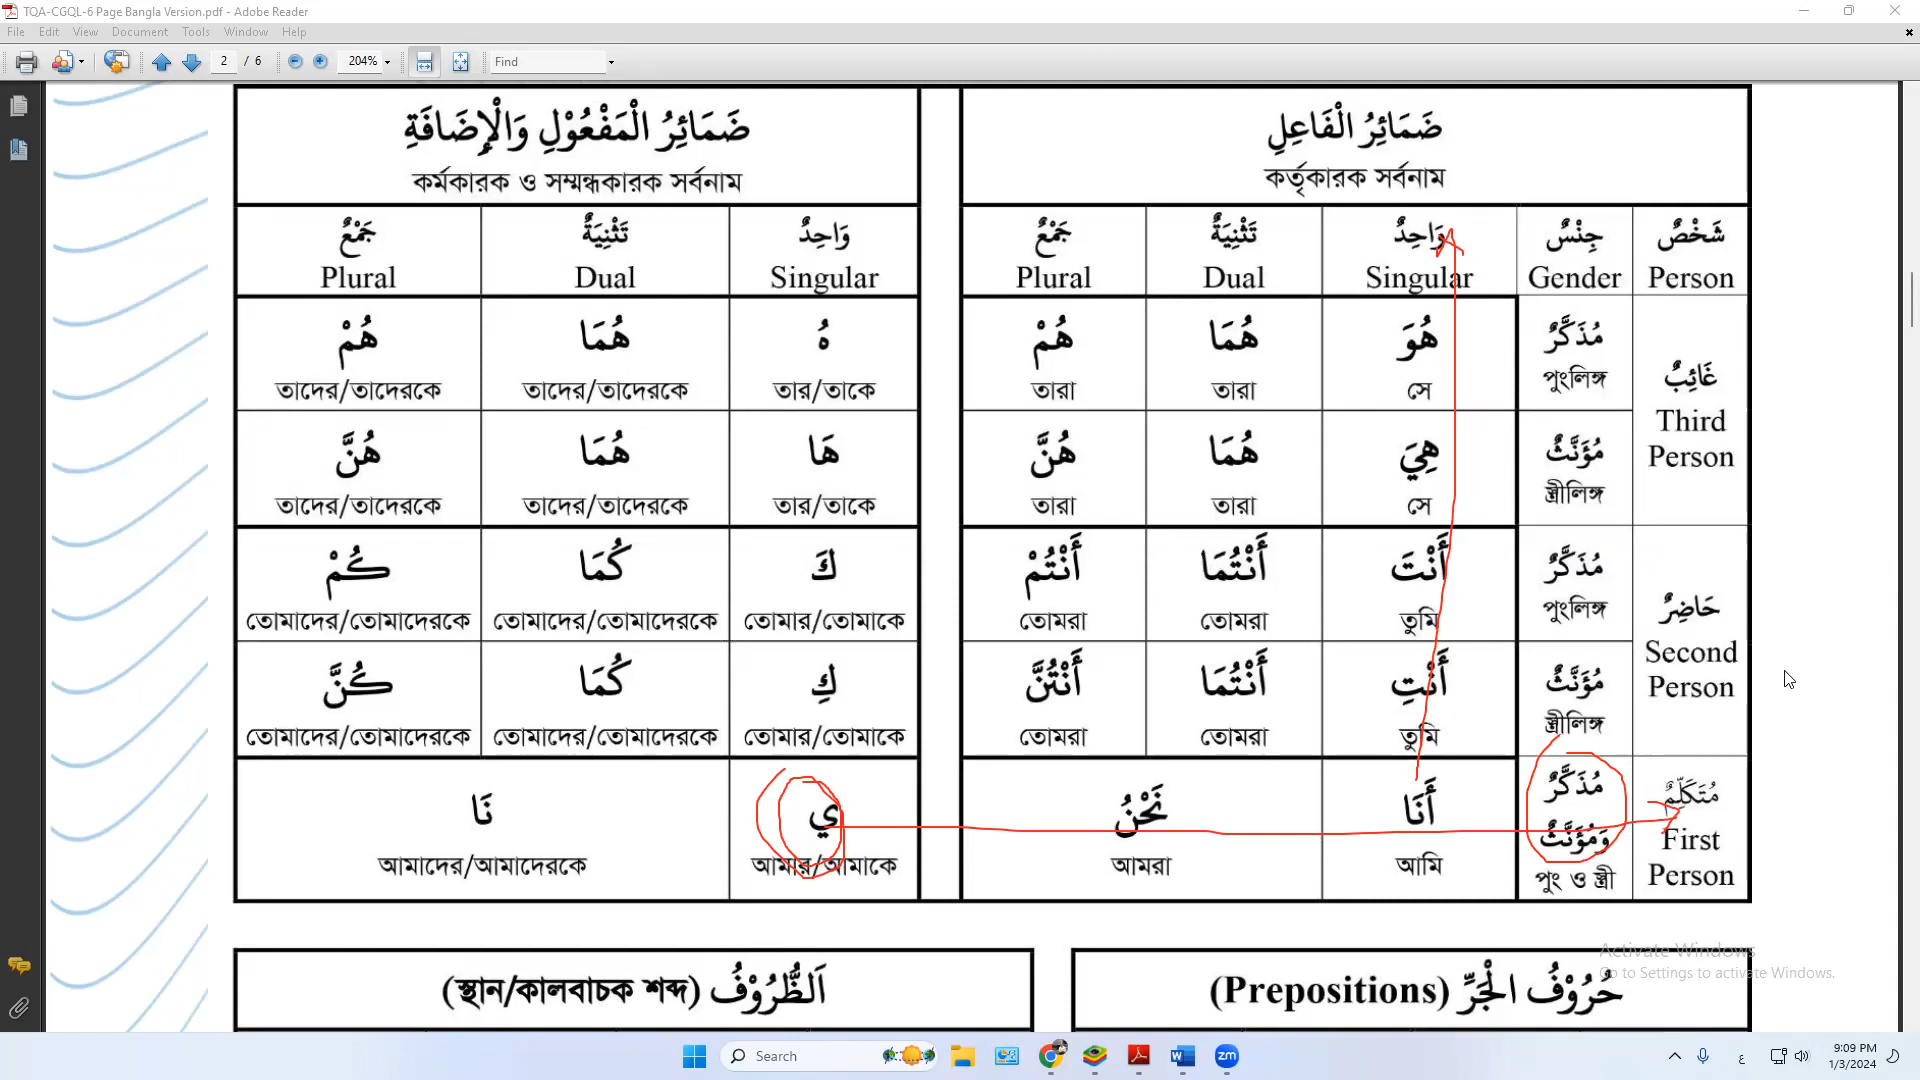 TQA-CGQL-6 Page Bangla Version.pdf - Adobe Reader
File Edit View Document Tools Window Help
2 / 6 204% Find
ضَمَائِرُ الْفَاعِلِ
কর্তৃকারক সর্বনাম
شَخْصٌ جِنْسٌ وَاحِدٌ تَثْنِيَةٌ جَمْعٌ
Person Gender Singular Dual Plural
غَائِبٌ
Third
Person
مُذَكَّرٌ هُوَ هُمَا هُمْ
পুংলিঙ্গ সে তারা তারা
مُؤَنَّثٌ هِيَ هُمَا هُنَّ
স্ত্রীলিঙ্গ সে তারা তারা
حَاضِرٌ
Second
Person
مُذَكَّرٌ أَنْتَ أَنْتُمَا أَنْتُمْ
পুংলিঙ্গ তুমি তোমরা তোমরা
مُؤَنَّثٌ أَنْتِ أَنْتُمَا أَنْتُنَّ
স্ত্রীলিঙ্গ তুমি তোমরা তোমরা
مُتَكَلِّمٌ
First
Person
مُذَكَّرٌ
وَمُؤَنَّثٌ
পুং ও স্ত্রী
أَنَا نَحْنُ
আমি আমরা
ضَمَائِرُ الْمَفْعُوْلِ وَالْإِضَافَةِ
কর্মকারক ও সম্মন্ধকারক সর্বনাম
وَاحِدٌ تَثْنِيَةٌ جَمْعٌ
Singular Dual Plural
هُ هُمَا هُمْ
তার/তাকে তাদের/তাদেরকে তাদের/তাদেরকে
هَا هُمَا هُنَّ
তার/তাকে তাদের/তাদেরকে তাদের/তাদেরকে
كَ كُمَا كُمْ
তোমার/তোমাকে তোমাদের/তোমাদেরকে তোমাদের/তোমাদেরকে
كِ كُمَا كُنَّ
তোমার/তোমাকে তোমাদের/তোমাদেরকে তোমাদের/তোমাদেরকে
ي نَا
আমার/আমাকে আমাদের/আমাদেরকে
حُرُوْفُ الْجَرِّ (Prepositions)
اَلظُّرُوْفُ (স্থান/কালবাচক শব্দ)
Activate Windows
Go to Settings to activate Windows.
Search
zm
ع
9:09 PM
1/3/2024